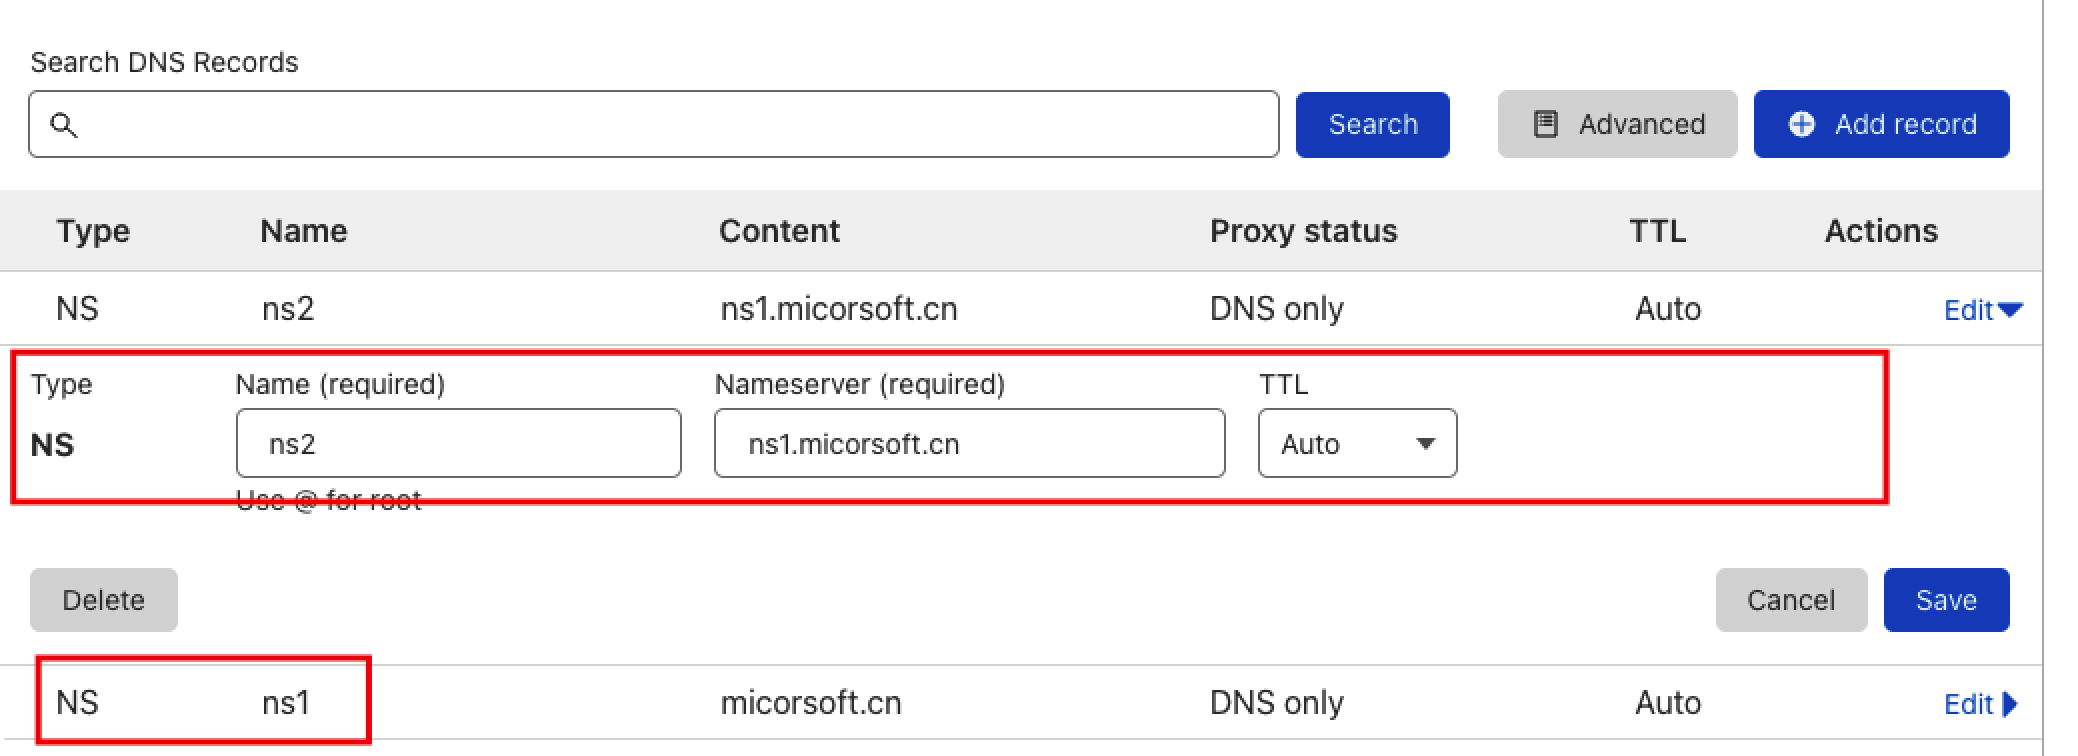 Search DNS Records
Search Advanced Add record
Type Name Content Proxy status TTL Actions
NS ns2 ns1.micorsoft.cn DNS only Auto Edit
Type Name (required) Nameserver (required) TTL
NS ns2 ns1.micorsoft.cn Auto
Use @ for root
Delete Cancel Save
NS ns1 micorsoft.cn DNS only Auto Edit